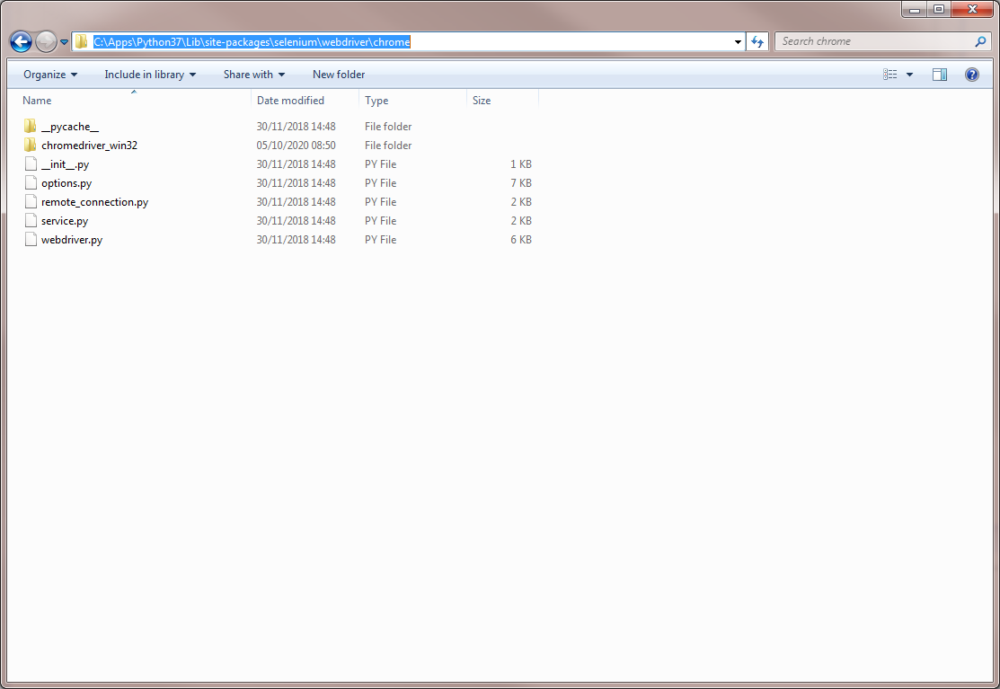 C:\Apps\Python37\Lib\site-packages\selenium\webdriver\chrome Search chrome
Organize Include in library Share with New folder
Name Date modified Type Size
__pycache__ 30/11/2018 14:48 File folder
chromedriver_win32 05/10/2020 08:50 File folder
__init__.py 30/11/2018 14:48 PY File 1 KB
options.py 30/11/2018 14:48 PY File 7 KB
remote_connection.py 30/11/2018 14:48 PY File 2 KB
service.py 30/11/2018 14:48 PY File 2 KB
webdriver.py 30/11/2018 14:48 PY File 6 KB